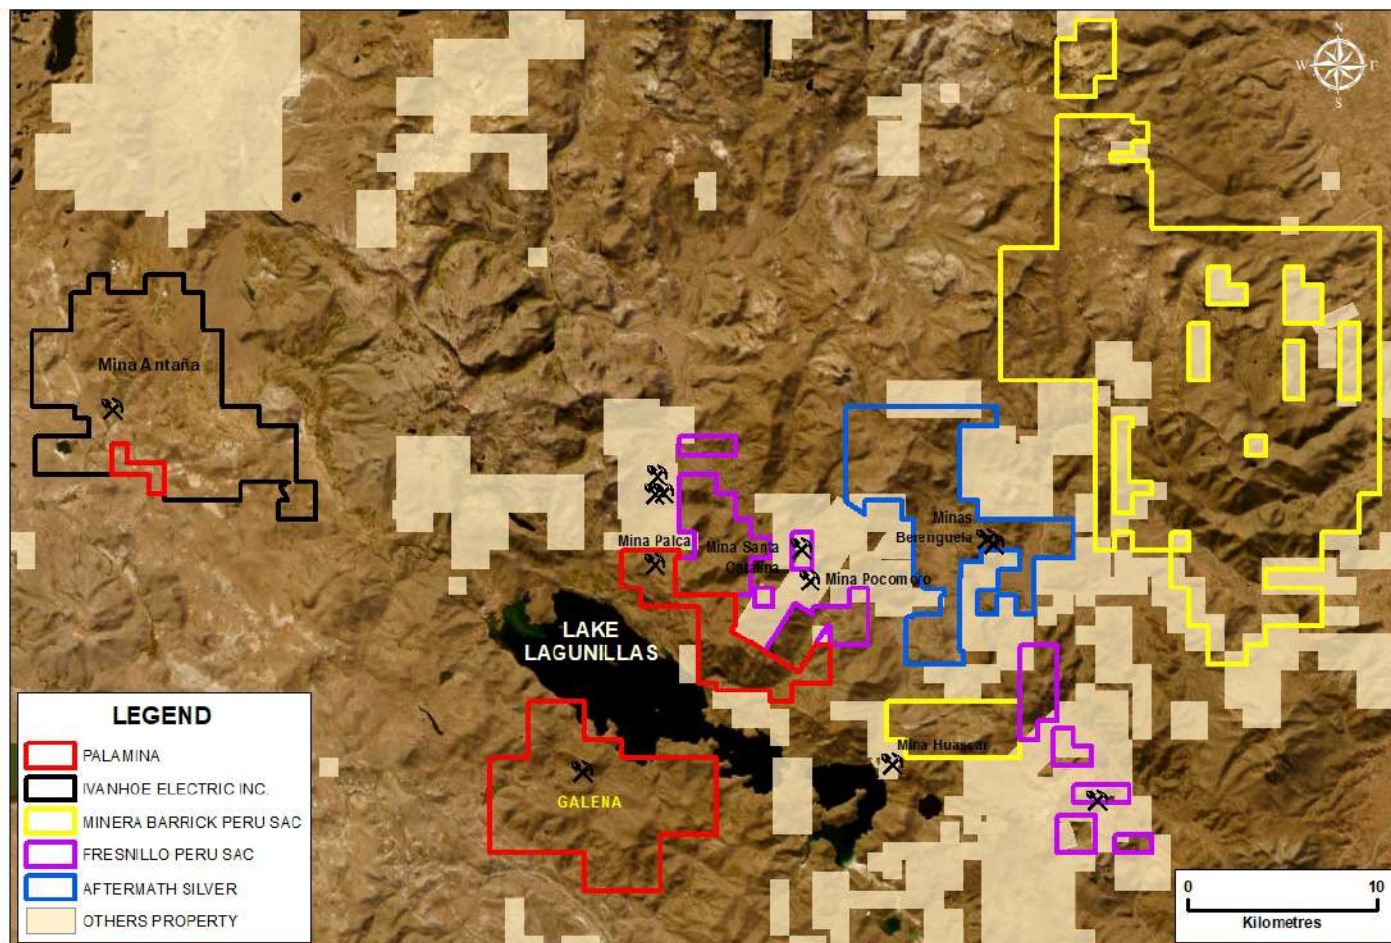 N
W
E
S
Mina Antaña
Minas
Berenguela
Mina Palca
Mina Santa
Catalina
Mina Pocomoro
LAKE
LAGUNILLAS
Mina Huascar
GALENA
LEGEND
PALAMINA
IVANHOE ELECTRIC INC.
MINERA BARRICK PERU SAC
FRESNILLO PERU SAC
AFTERMATH SILVER
OTHERS PROPERTY
0 10
Kilometres